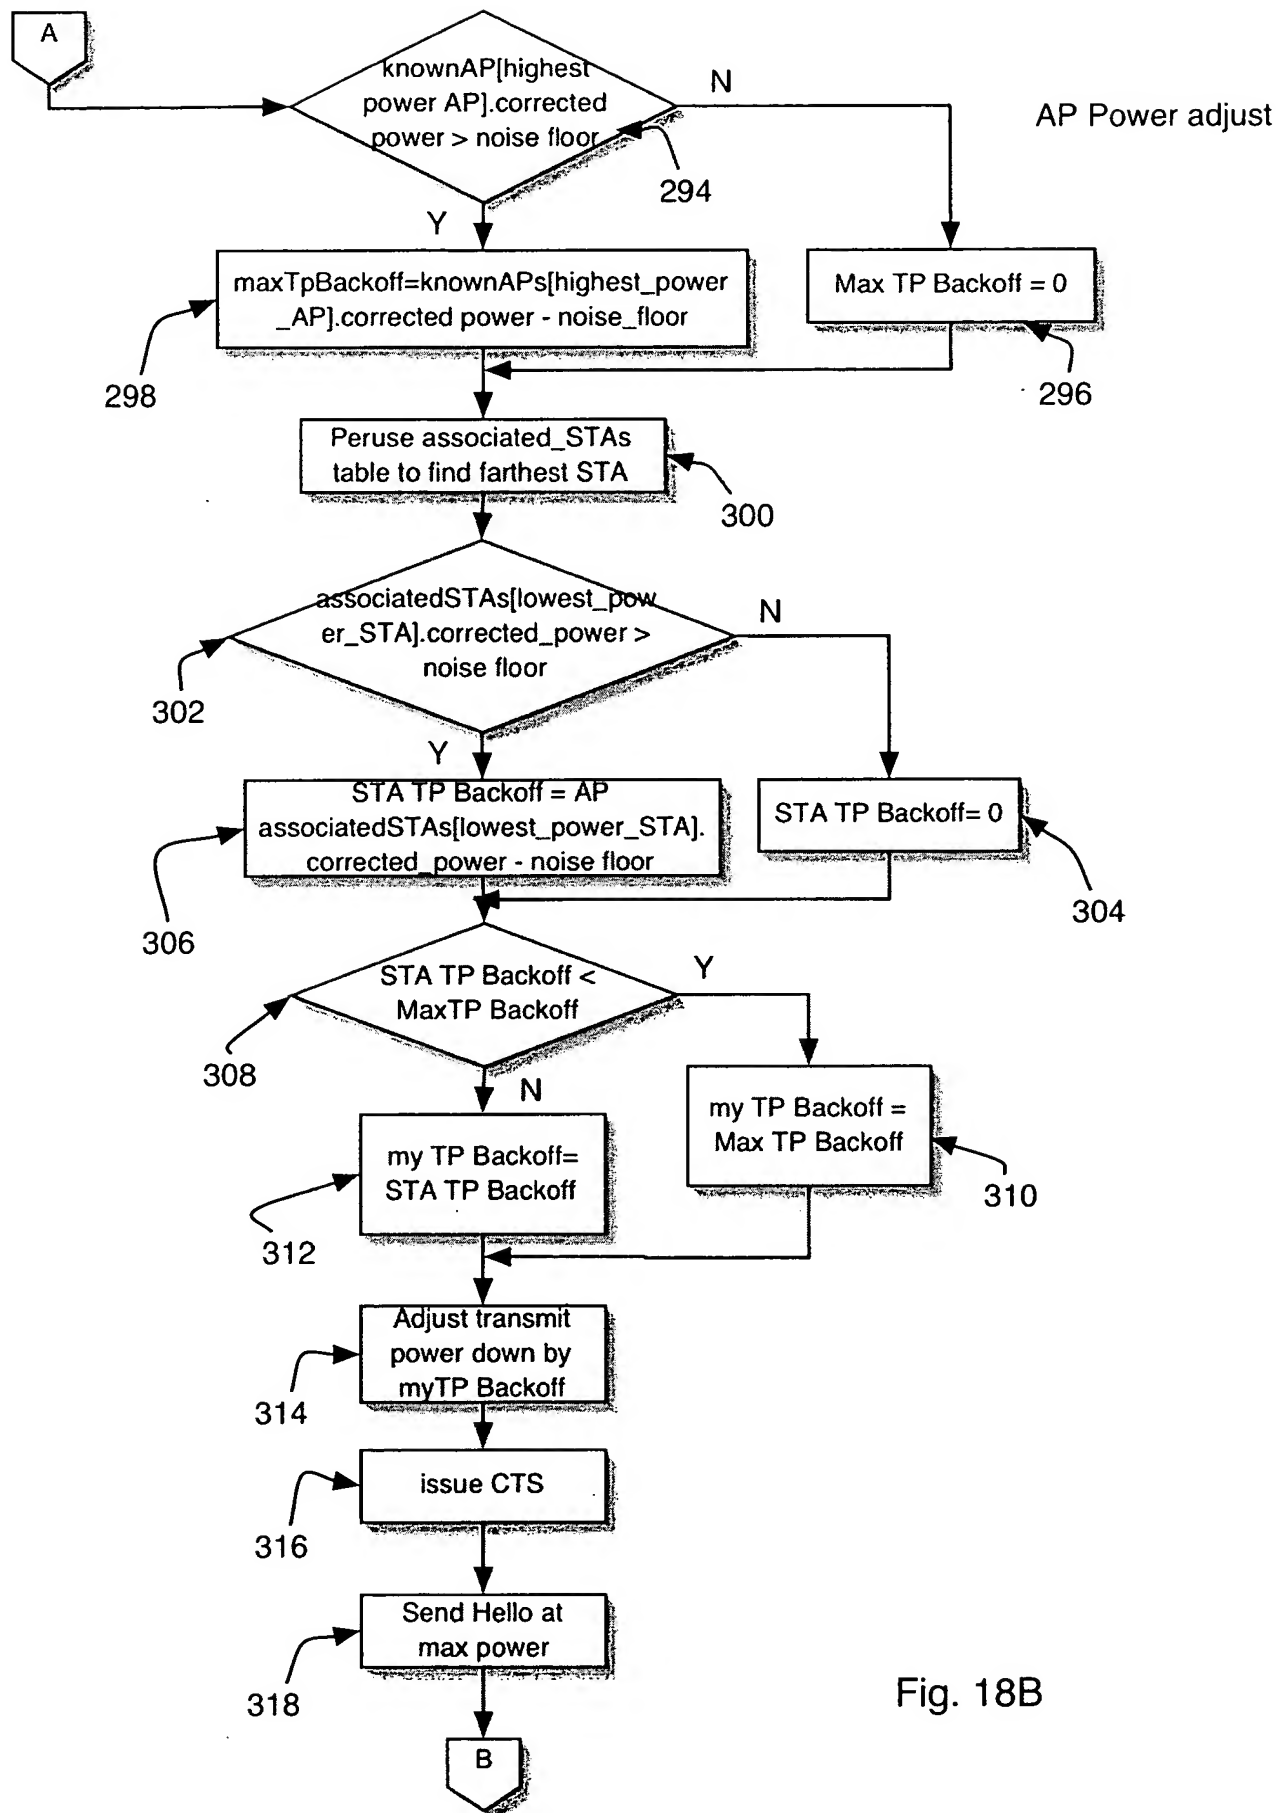 A
knownAP[highest
power AP].corrected
power > noise floor
N
AP Power adjust
294
Y
maxTpBackoff=knownAPs[highest_power
_AP].corrected power - noise_floor
Max TP Backoff = 0
298
296
Peruse associated_STAs
table to find farthest STA
300
associatedSTAs[lowest_pow
er_STA].corrected_power >
noise floor
N
302
Y
STA TP Backoff = AP
associatedSTAs[lowest_power_STA].
corrected_power - noise floor
STA TP Backoff= 0
306
304
STA TP Backoff <
MaxTP Backoff
Y
308
N
my TP Backoff =
Max TP Backoff
my TP Backoff=
STA TP Backoff
310
312
Adjust transmit
power down by
myTP Backoff
314
issue CTS
316
Send Hello at
max power
318
Fig. 18B
B